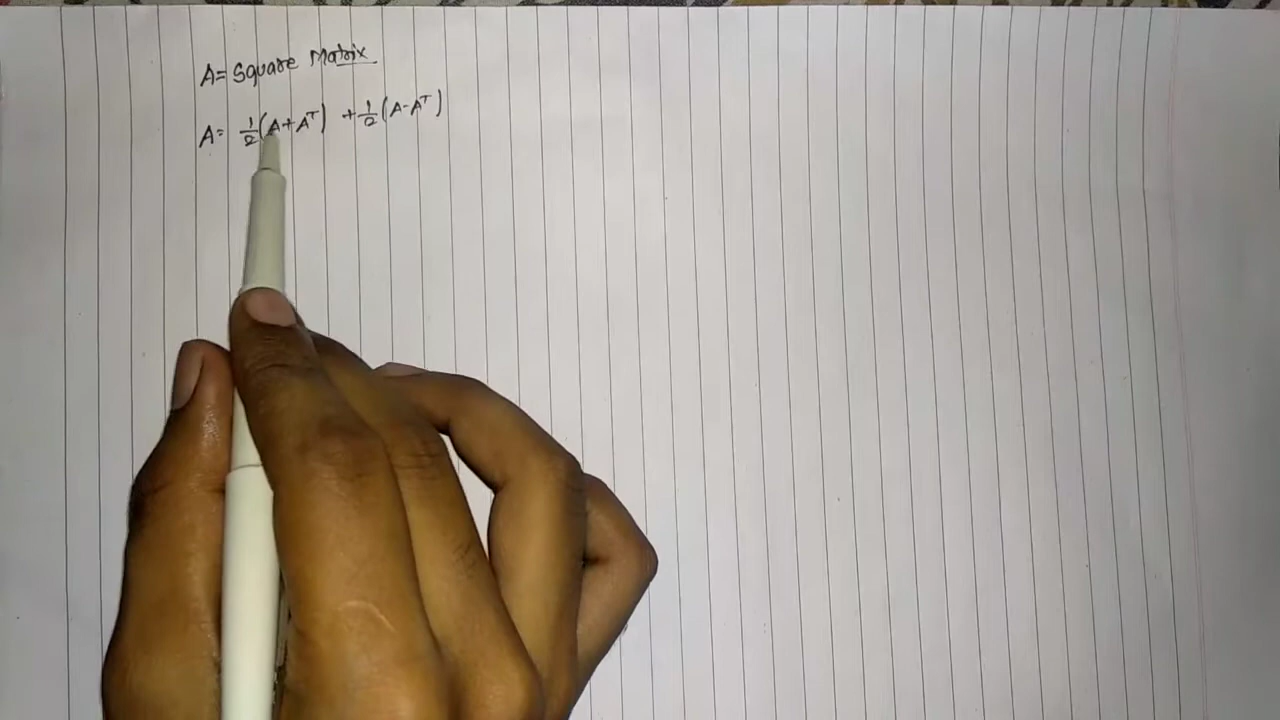 A= Square Matrix
A= 1/2 (A+A^T) + 1/2 (A-A^T)